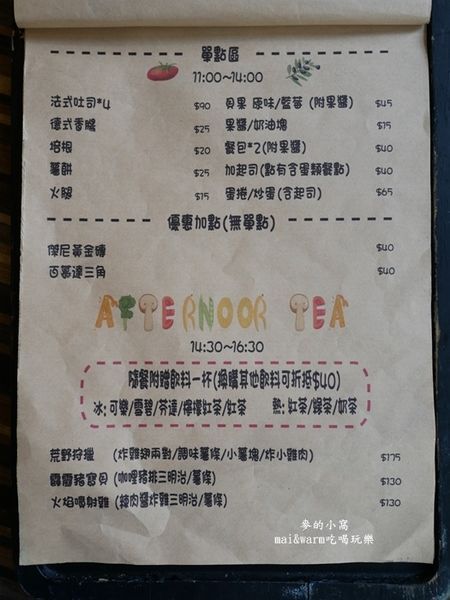 單點區
11:00~14:00
法式吐司*4 $90 貝果 原味/藍莓 (附果醬) $45
德式香腸 $25 果醬/奶油塊 $15
培根 $20 餐包*2(附果醬) $40
薯餅 $25 加起司(點有含蛋類餐點) $40
火腿 $15 蛋捲/炒蛋(含起司) $65
優惠加點(無單點)
傑尼黃金磚 $40
百慕達三角 $40
AFTERNOOR TEA
14:30~16:30
隨餐附贈飲料一杯(換購其他飲料可折抵$40)
冰: 可樂/雪碧/芬達/檸檬紅茶/紅茶 熱: 紅茶/綠茶/奶茶
荒野狩獵 (炸雞翅兩對/調味薯條/小薯塊/炸小雞肉) $175
霹靂豬寶貝 (咖哩豬排三明治/薯條) $130
火焰噴射雞 (辣肉醬炸雞三明治/薯條) $130
麥的小窩
mai&warm吃喝玩樂